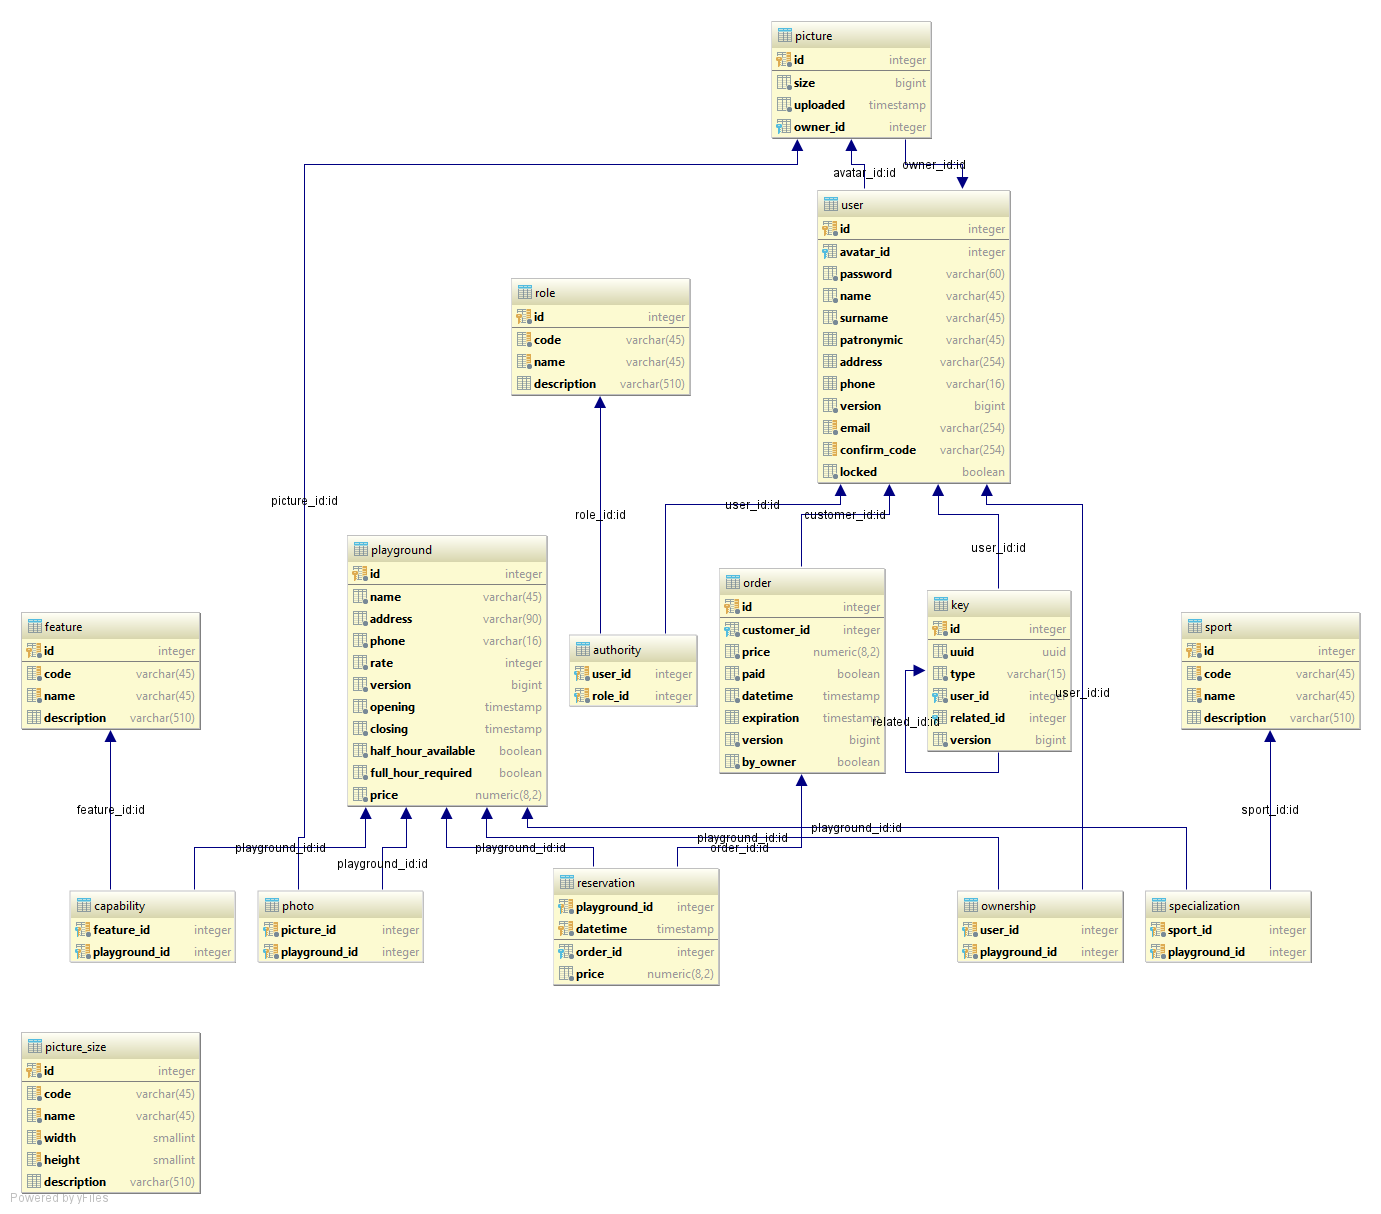 picture
id integer
size bigint
uploaded timestamp
owner_id integer
avatar_id:id
owner_id:id
user
id integer
avatar_id integer
password varchar(60)
name varchar(45)
surname varchar(45)
patronymic varchar(45)
address varchar(254)
phone varchar(16)
version bigint
email varchar(254)
confirm_code varchar(254)
locked boolean
role
id integer
code varchar(45)
name varchar(45)
description varchar(510)
picture_id:id
role_id:id
user_id:id
customer_id:id
user_id:id
user_id:id
playground
id integer
name varchar(45)
address varchar(90)
phone varchar(16)
rate integer
version bigint
opening timestamp
closing timestamp
half_hour_available boolean
full_hour_required boolean
price numeric(8,2)
authority
user_id integer
role_id integer
order
id integer
customer_id integer
price numeric(8,2)
paid boolean
datetime timestamp
expiration timestamp
version bigint
by_owner boolean
key
id integer
uuid uuid
type varchar(15)
user_id integer
related_id integer
version bigint
related_id:id
feature
id integer
code varchar(45)
name varchar(45)
description varchar(510)
sport
id integer
code varchar(45)
name varchar(45)
description varchar(510)
feature_id:id
sport_id:id
playground_id:id
playground_id:id
playground_id:id
playground_id:id
order_id:id
playground_id:id
capability
feature_id integer
playground_id integer
photo
picture_id integer
playground_id integer
reservation
playground_id integer
datetime timestamp
order_id integer
price numeric(8,2)
ownership
user_id integer
playground_id integer
specialization
sport_id integer
playground_id integer
picture_size
id integer
code varchar(45)
name varchar(45)
width smallint
height smallint
description varchar(510)
Powered by yFiles